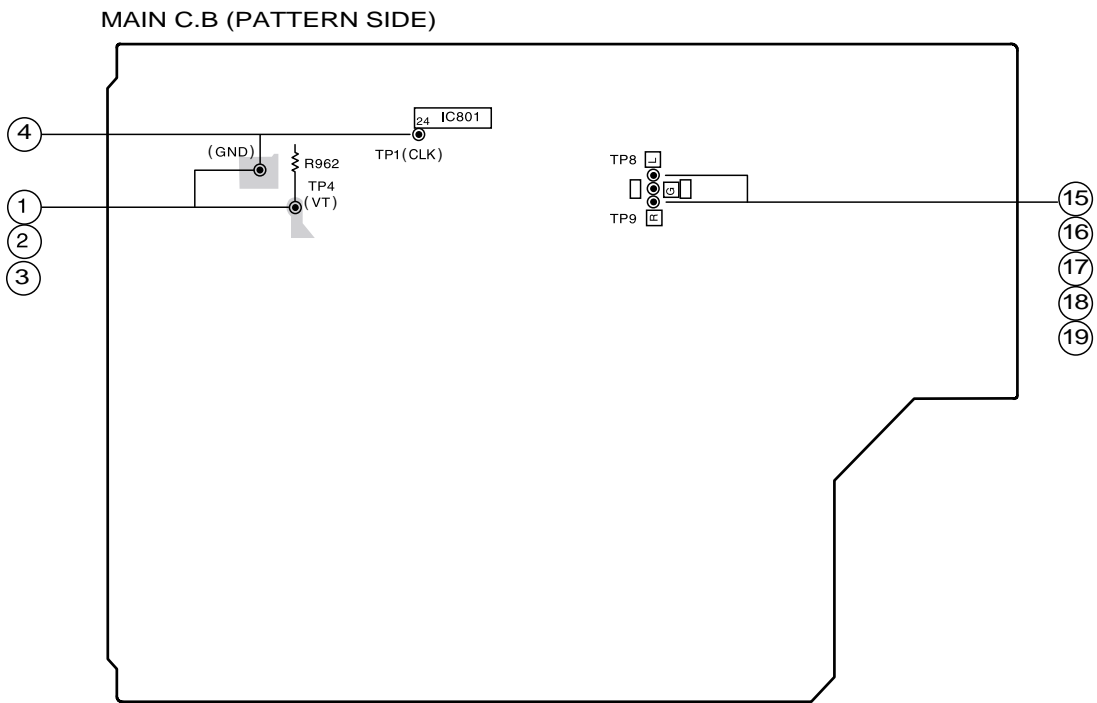 MAIN C.B (PATTERN SIDE)
4
24 IC801
TP1(CLK)
(GND)
R962
TP4
(VT)
1
2
3
TP8 L
G
TP9 R
15
16
17
18
19